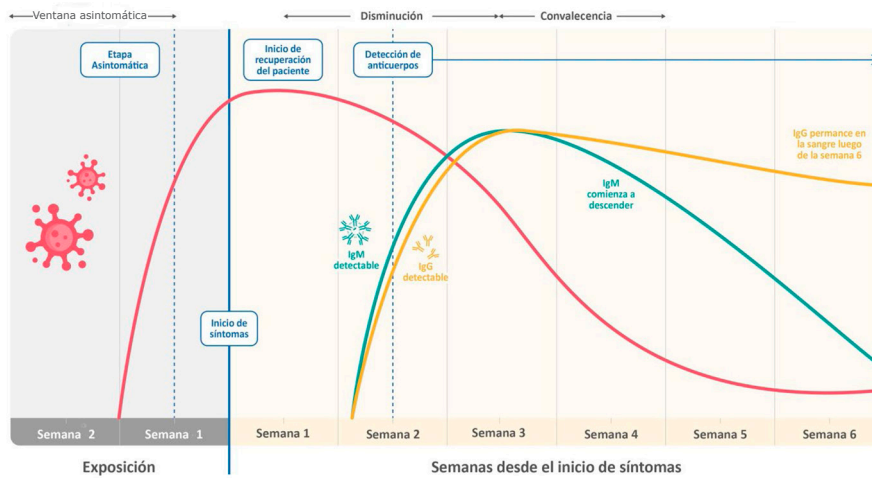 Ventana asintomática
Disminución
Convalecencia
Etapa
Asintomática
Inicio de
recuperación
del paciente
Detección de
anticuerpos
IgG permance en
la sangre luego
de la semana 6
IgM
comienza a
descender
IgM
detectable
IgG
detectable
Inicio de
síntomas
Semana 2
Semana 1
Semana 1
Semana 2
Semana 3
Semana 4
Semana 5
Semana 6
Exposición
Semanas desde el inicio de síntomas